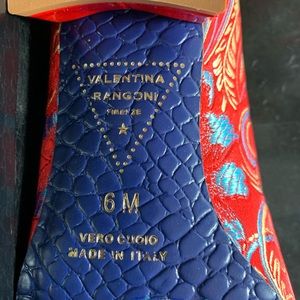 VALENTINA
RANGONI
FIRENZE
6 M
VERO CUOIO
MADE IN ITALY